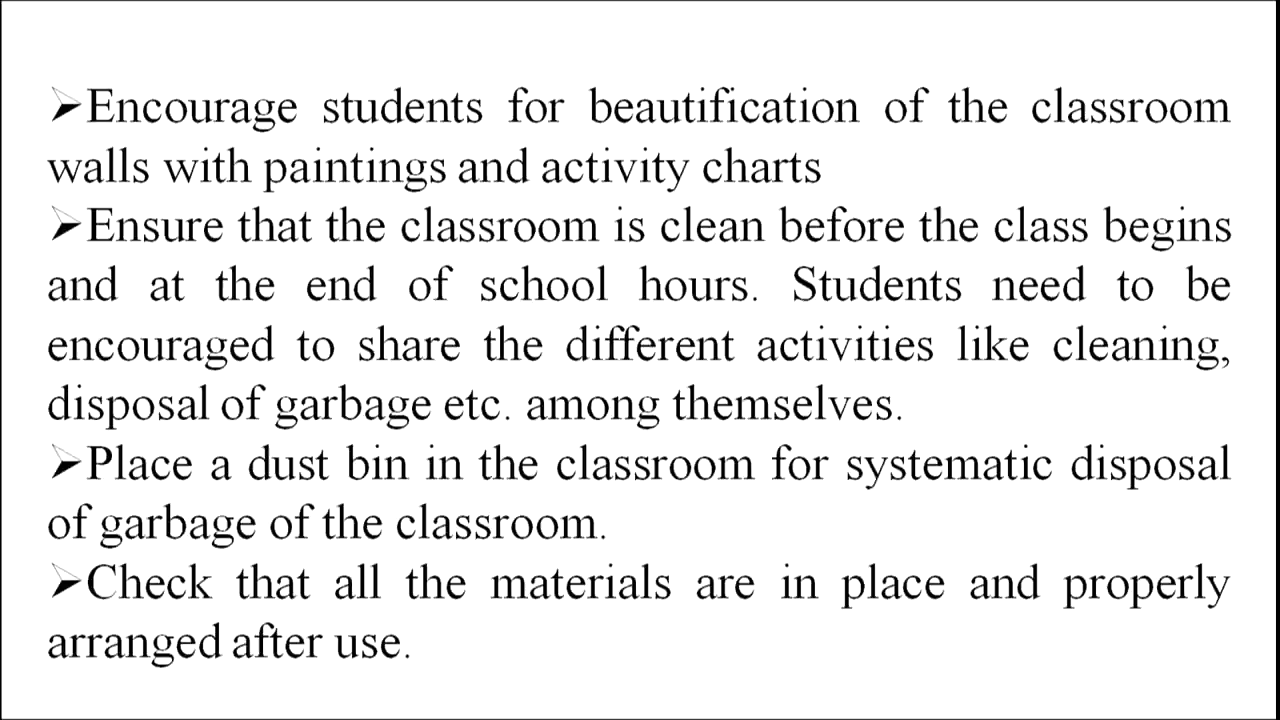 ➢Encourage students for beautification of the classroom
walls with paintings and activity charts
➢Ensure that the classroom is clean before the class begins
and at the end of school hours. Students need to be
encouraged to share the different activities like cleaning,
disposal of garbage etc. among themselves.
➢Place a dust bin in the classroom for systematic disposal
of garbage of the classroom.
➢Check that all the materials are in place and properly
arranged after use.